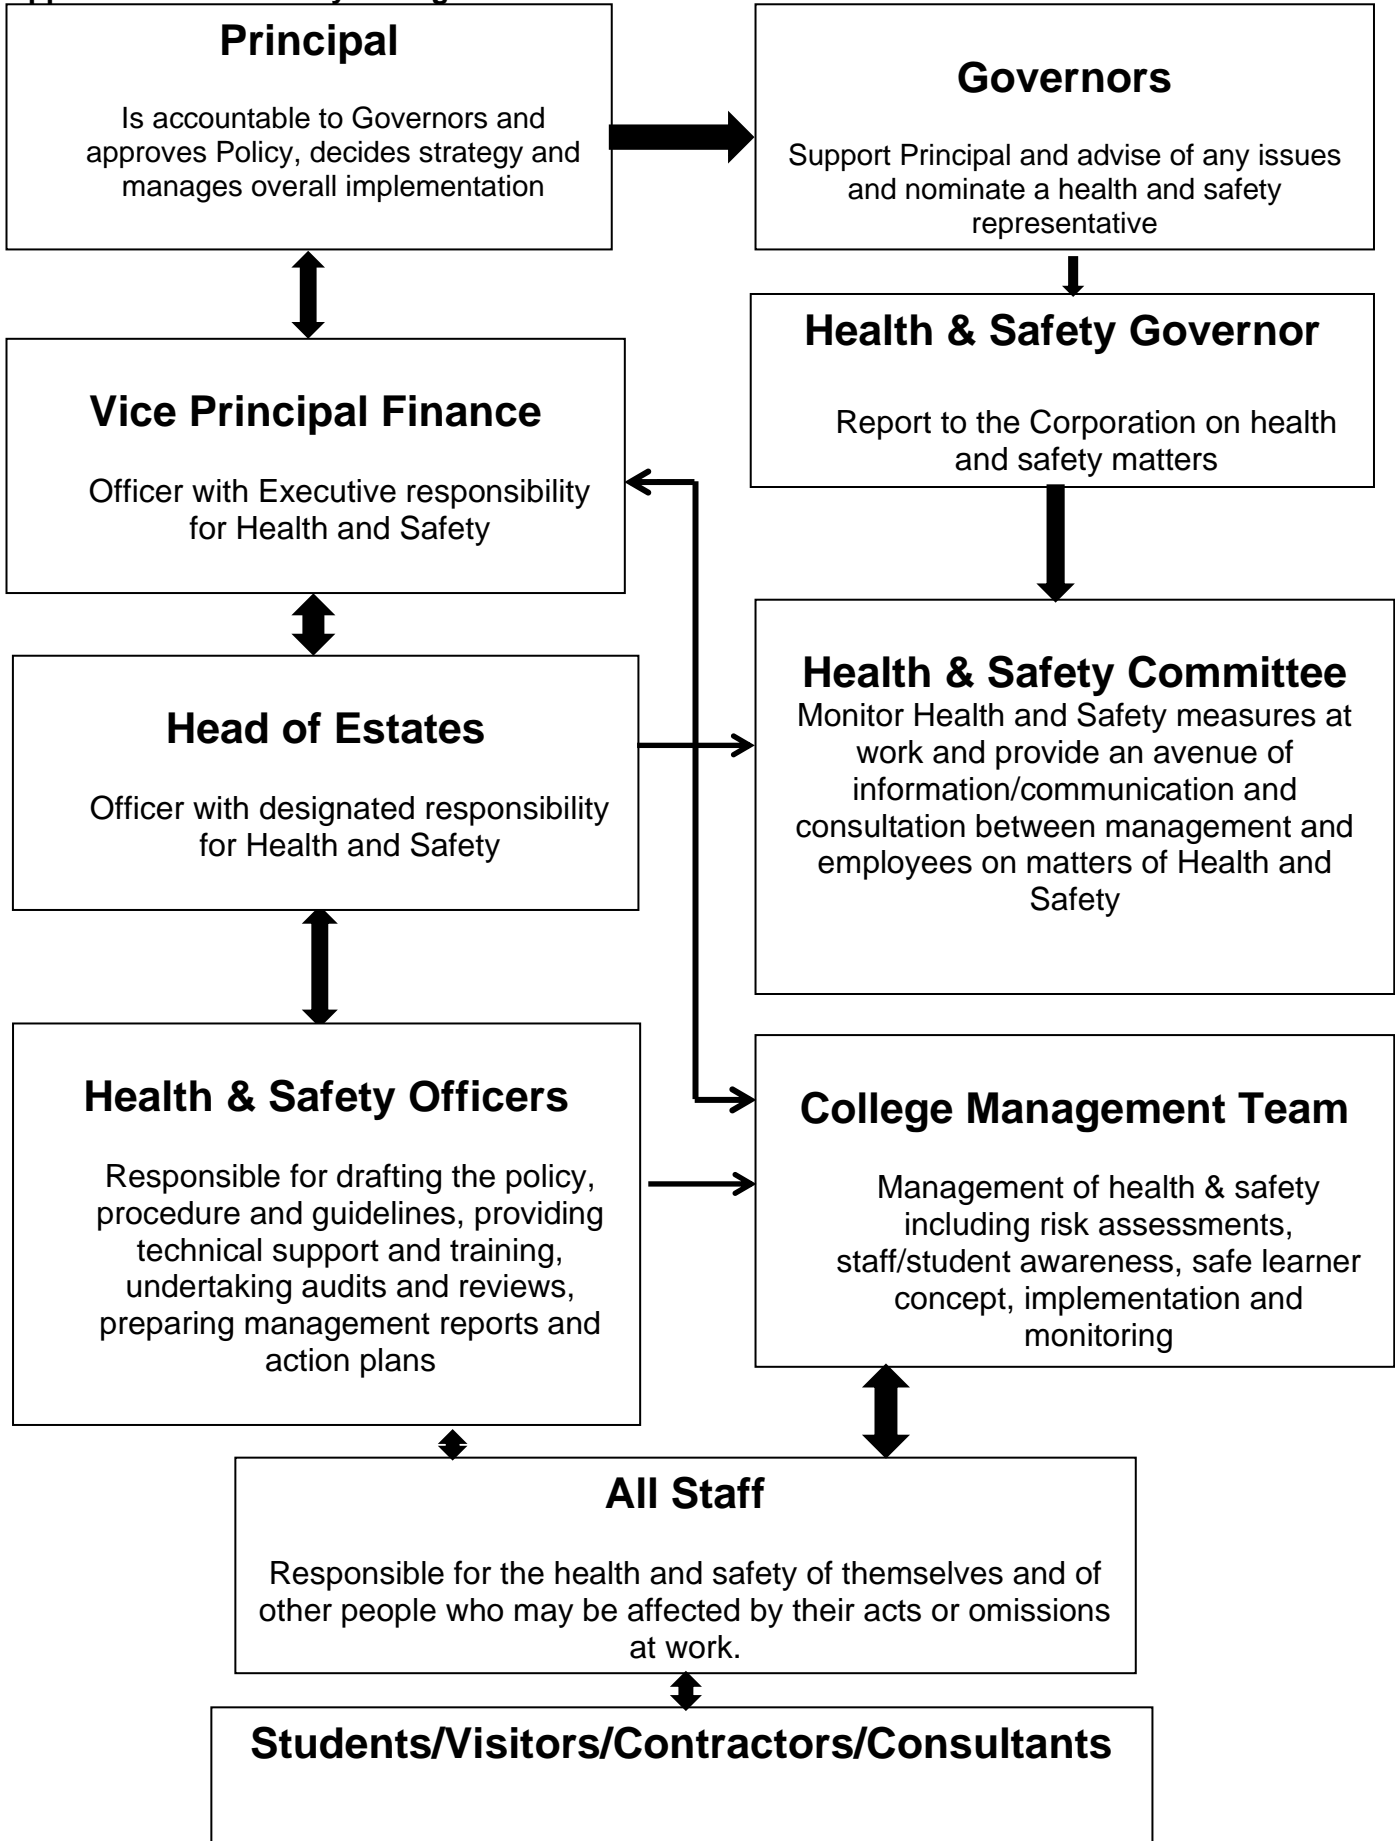 Principal
Is accountable to Governors and
approves Policy, decides strategy and
manages overall implementation
Governors
Support Principal and advise of any issues
and nominate a health and safety
representative
Health & Safety Governor
Report to the Corporation on health
and safety matters
Vice Principal Finance
Officer with Executive responsibility
for Health and Safety
Head of Estates
Officer with designated responsibility
for Health and Safety
Health & Safety Committee
Monitor Health and Safety measures at
work and provide an avenue of
information/communication and
consultation between management and
employees on matters of Health and
Safety
Health & Safety Officers
Responsible for drafting the policy,
procedure and guidelines, providing
technical support and training,
undertaking audits and reviews,
preparing management reports and
action plans
College Management Team
Management of health & safety
including risk assessments,
staff/student awareness, safe learner
concept, implementation and
monitoring
All Staff
Responsible for the health and safety of themselves and of
other people who may be affected by their acts or omissions
at work.
Students/Visitors/Contractors/Consultants